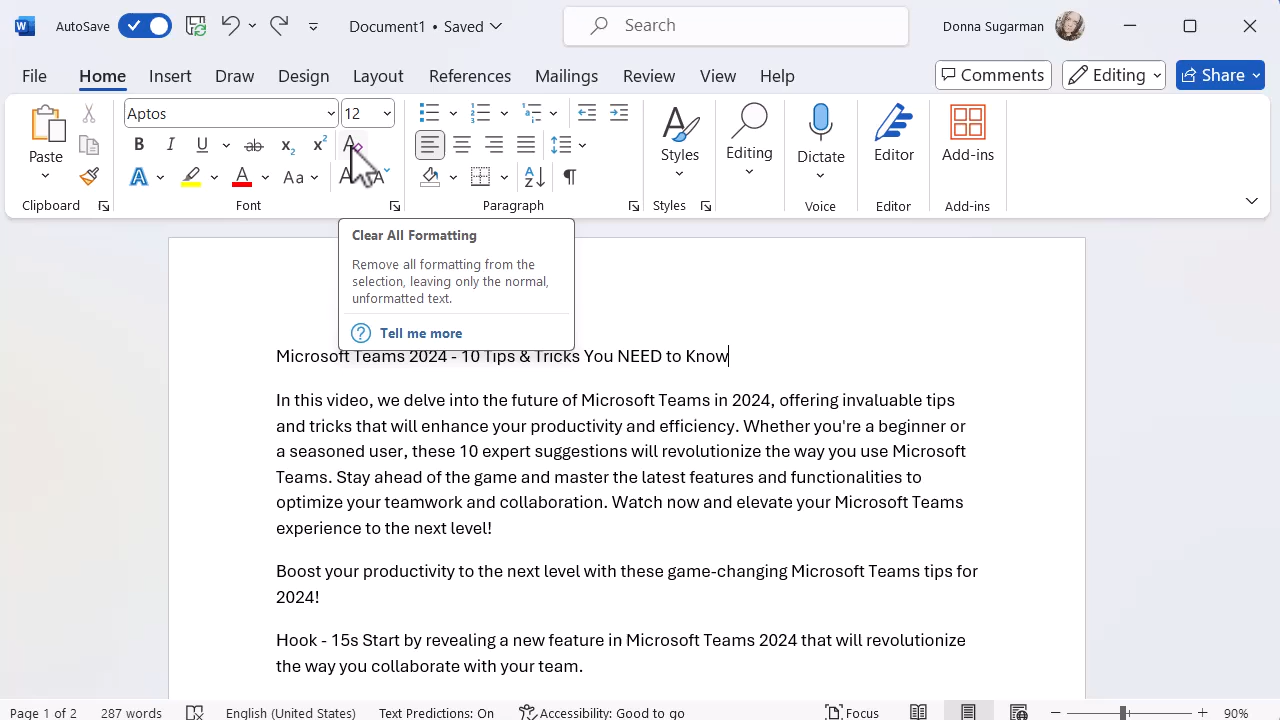 AutoSave
Document1 • Saved
Search
Donna Sugarman
File
Home
Insert
Draw
Design
Layout
References
Mailings
Review
View
Help
Comments
Editing
Share
Paste
Clipboard
Aptos
12
Font
Paragraph
Styles
Styles
Editing
Dictate
Voice
Editor
Editor
Add-ins
Add-ins
Clear All Formatting
Remove all formatting from the
selection, leaving only the normal,
unformatted text.
Tell me more
Microsoft Teams 2024 - 10 Tips & Tricks You NEED to Know
In this video, we delve into the future of Microsoft Teams in 2024, offering invaluable tips
and tricks that will enhance your productivity and efficiency. Whether you're a beginner or
a seasoned user, these 10 expert suggestions will revolutionize the way you use Microsoft
Teams. Stay ahead of the game and master the latest features and functionalities to
optimize your teamwork and collaboration. Watch now and elevate your Microsoft Teams
experience to the next level!
Boost your productivity to the next level with these game-changing Microsoft Teams tips for
2024!
Hook - 15s Start by revealing a new feature in Microsoft Teams 2024 that will revolutionize
the way you collaborate with your team.
Page 1 of 2
287 words
English (United States)
Text Predictions: On
Accessibility: Good to go
Focus
90%